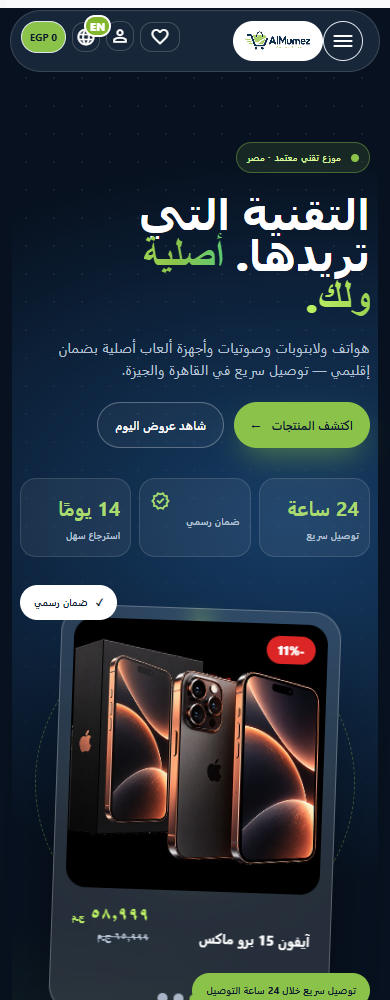 AlMumez
EN
EGP 0
موزع تقني معتمد · مصر
التقنية التي
تريدها. أصلية
ولك.
هواتف ولابتوبات وصوتيات وأجهزة ألعاب أصلية بضمان
إقليمي — توصيل سريع في القاهرة والجيزة.
اكتشف المنتجات ←
شاهد عروض اليوم
24 ساعة
توصيل سريع
ضمان رسمي
14 يومًا
استرجاع سهل
✓ ضمان رسمي
-11%
آيفون 15 برو ماكس
٥٨,٩٩٩ ج.م
٦٥,٩٩٩ ج.م
توصيل سريع خلال 24 ساعة التوصيل